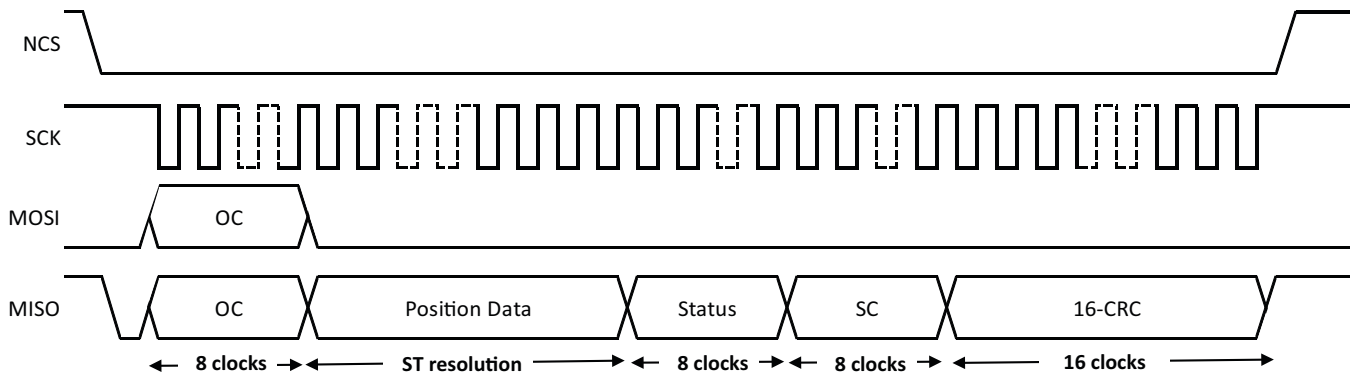 NCS
SCK
MOSI OC
MISO OC Position Data Status SC 16-CRC
8 clocks ST resolution 8 clocks 8 clocks 16 clocks